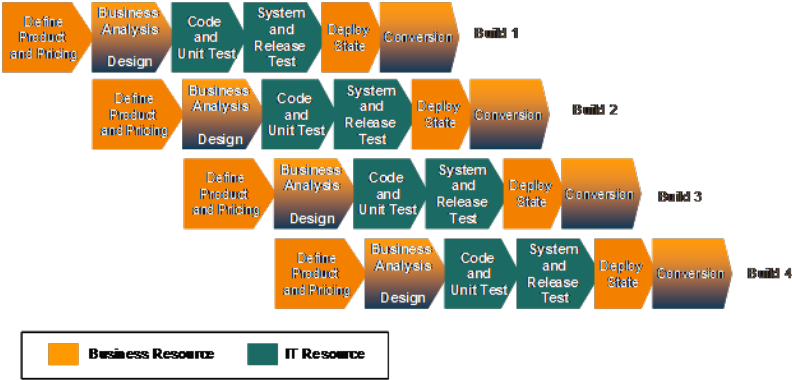 Define
Product
and Pricing
Business
Analysis
Design
Code
and
Unit Test
System
and
Release
Test
Deploy
State
Conversion
Build 1
Define
Product
and Pricing
Business
Analysis
Design
Code
and
Unit Test
System
and
Release
Test
Deploy
State
Conversion
Build 2
Define
Product
and Pricing
Business
Analysis
Design
Code
and
Unit Test
System
and
Release
Test
Deploy
State
Conversion
Build 3
Define
Product
and Pricing
Business
Analysis
Design
Code
and
Unit Test
System
and
Release
Test
Deploy
State
Conversion
Build 4
Business Resource
IT Resource